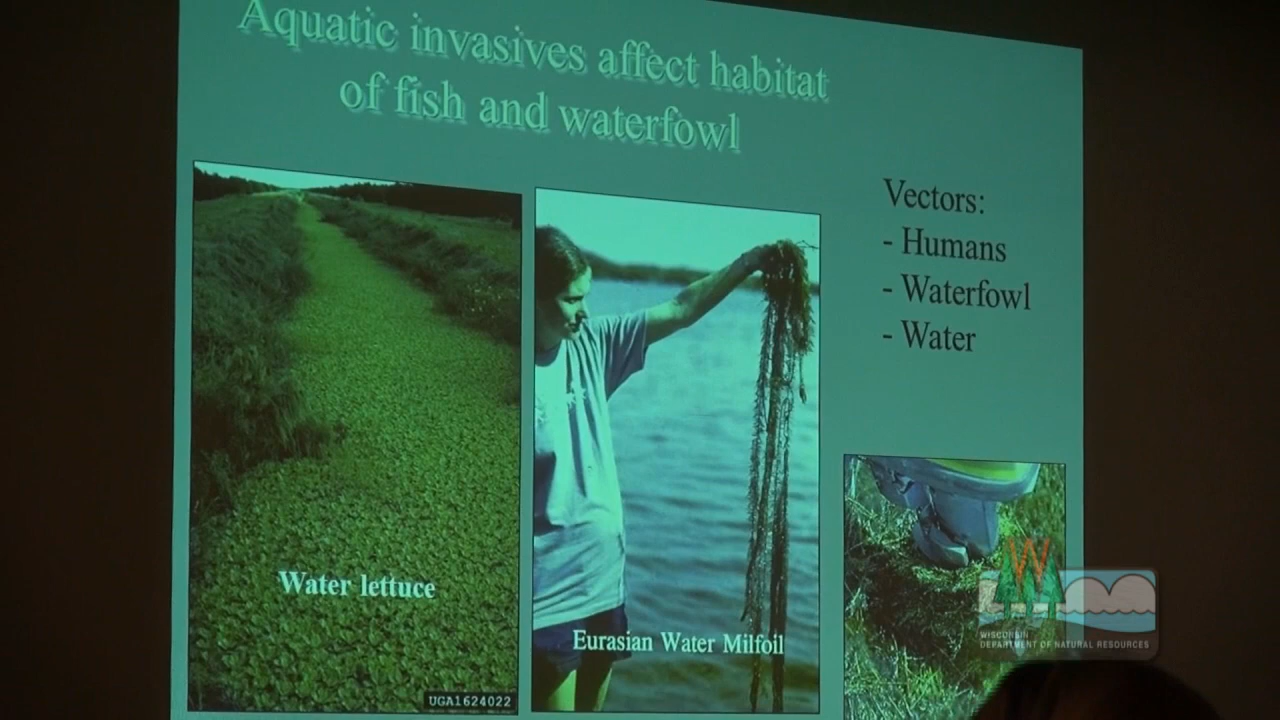 Aquatic invasives affect habitat
of fish and waterfowl
Vectors:
- Humans
- Waterfowl
- Water
Water lettuce
UGA1624022
Eurasian Water Milfoil
W
WISCONSIN
DEPARTMENT OF NATURAL RESOURCES